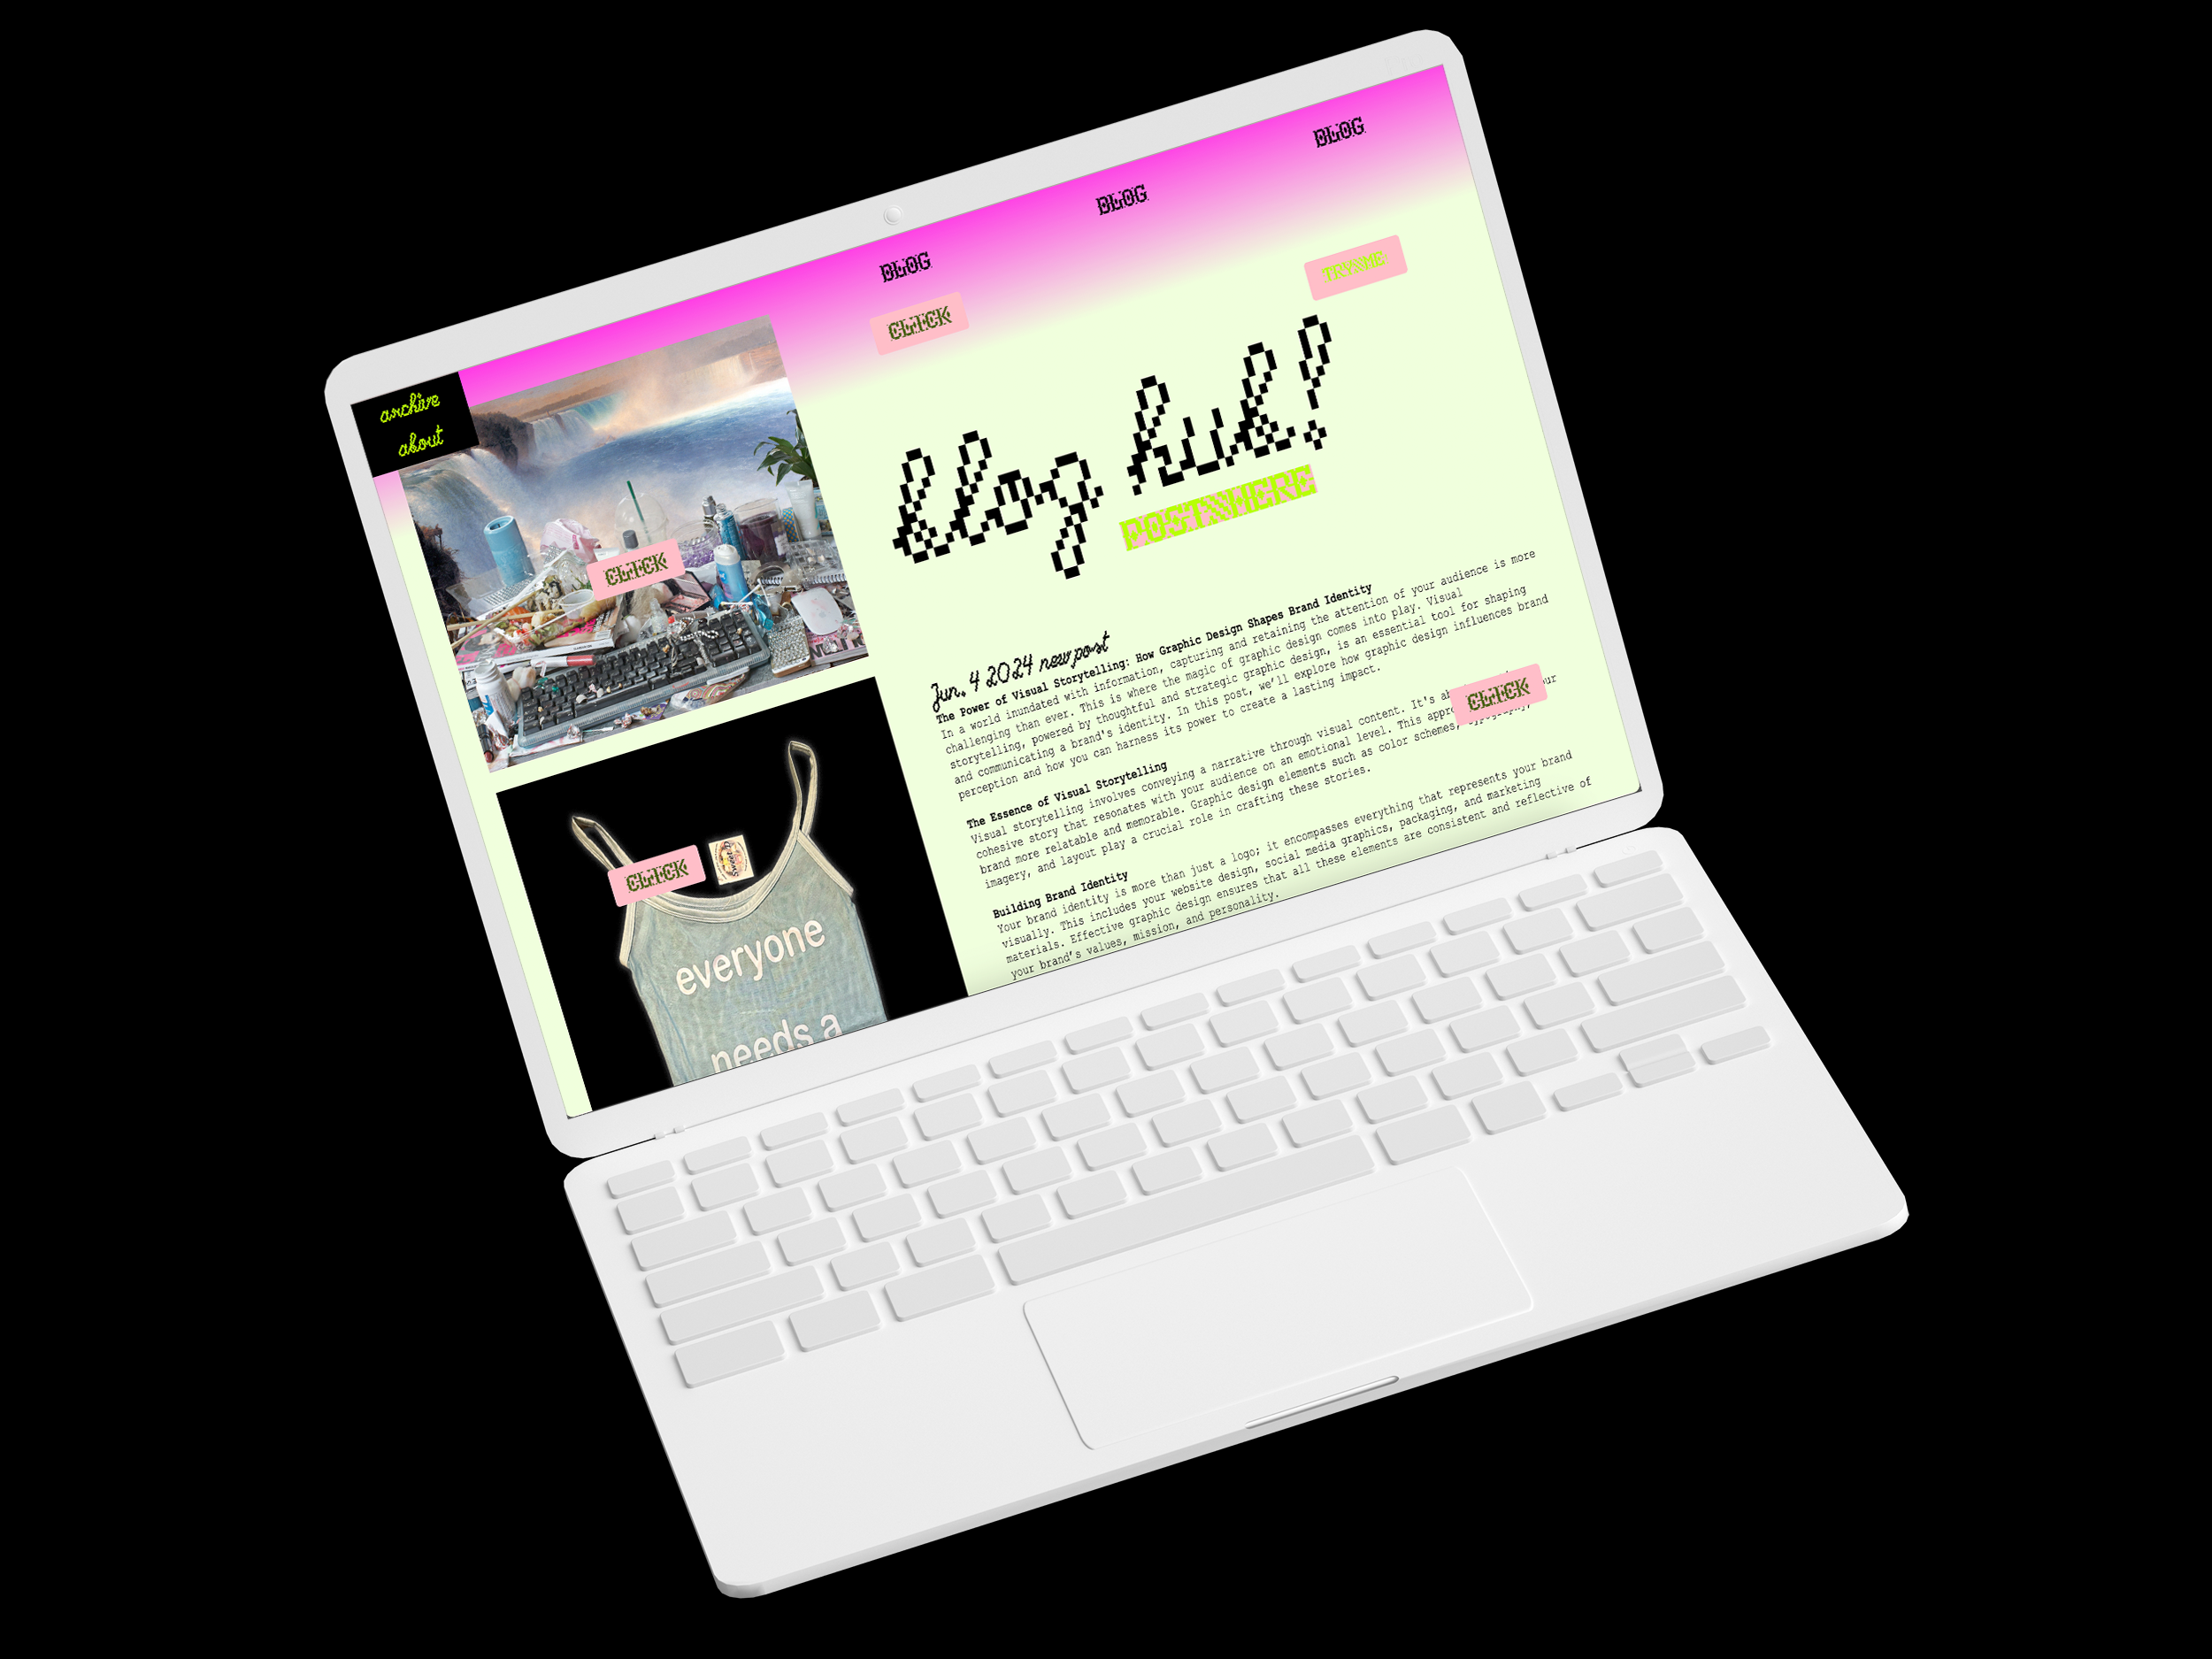 BLOG
BLOG
BLOG
archive
about
CLICK
CLICK
blog hub!
Jun. 4 2024 new post
The Power of Visual Storytelling: How Graphic Design Shapes Brand Identity
In a world inundated with information, capturing and retaining the attention of your audience is more
challenging than ever. This is where the magic of graphic design comes into play. Visual
storytelling, powered by thoughtful and strategic graphic design, is an essential tool for shaping
and communicating a brand's identity. In this post, we'll explore how graphic design influences brand
perception and how you can harness its power to create a lasting impact.
CLICK
The Essence of Visual Storytelling
Visual storytelling involves conveying a narrative through visual content. It's
cohesive story that resonates with your audience on an emotional level. This
brand more relatable and memorable. Graphic design elements such as color schemes, typography,
imagery, and layout play a crucial role in crafting these stories.
Building Brand Identity
Your brand identity is more than just a logo; it encompasses everything that represents your brand
visually. This includes your website design, social media graphics, packaging, and marketing
materials. Effective graphic design ensures that all these elements are consistent and reflective of
your brand's values, mission, and personality.
CLICK
everyone
needs a